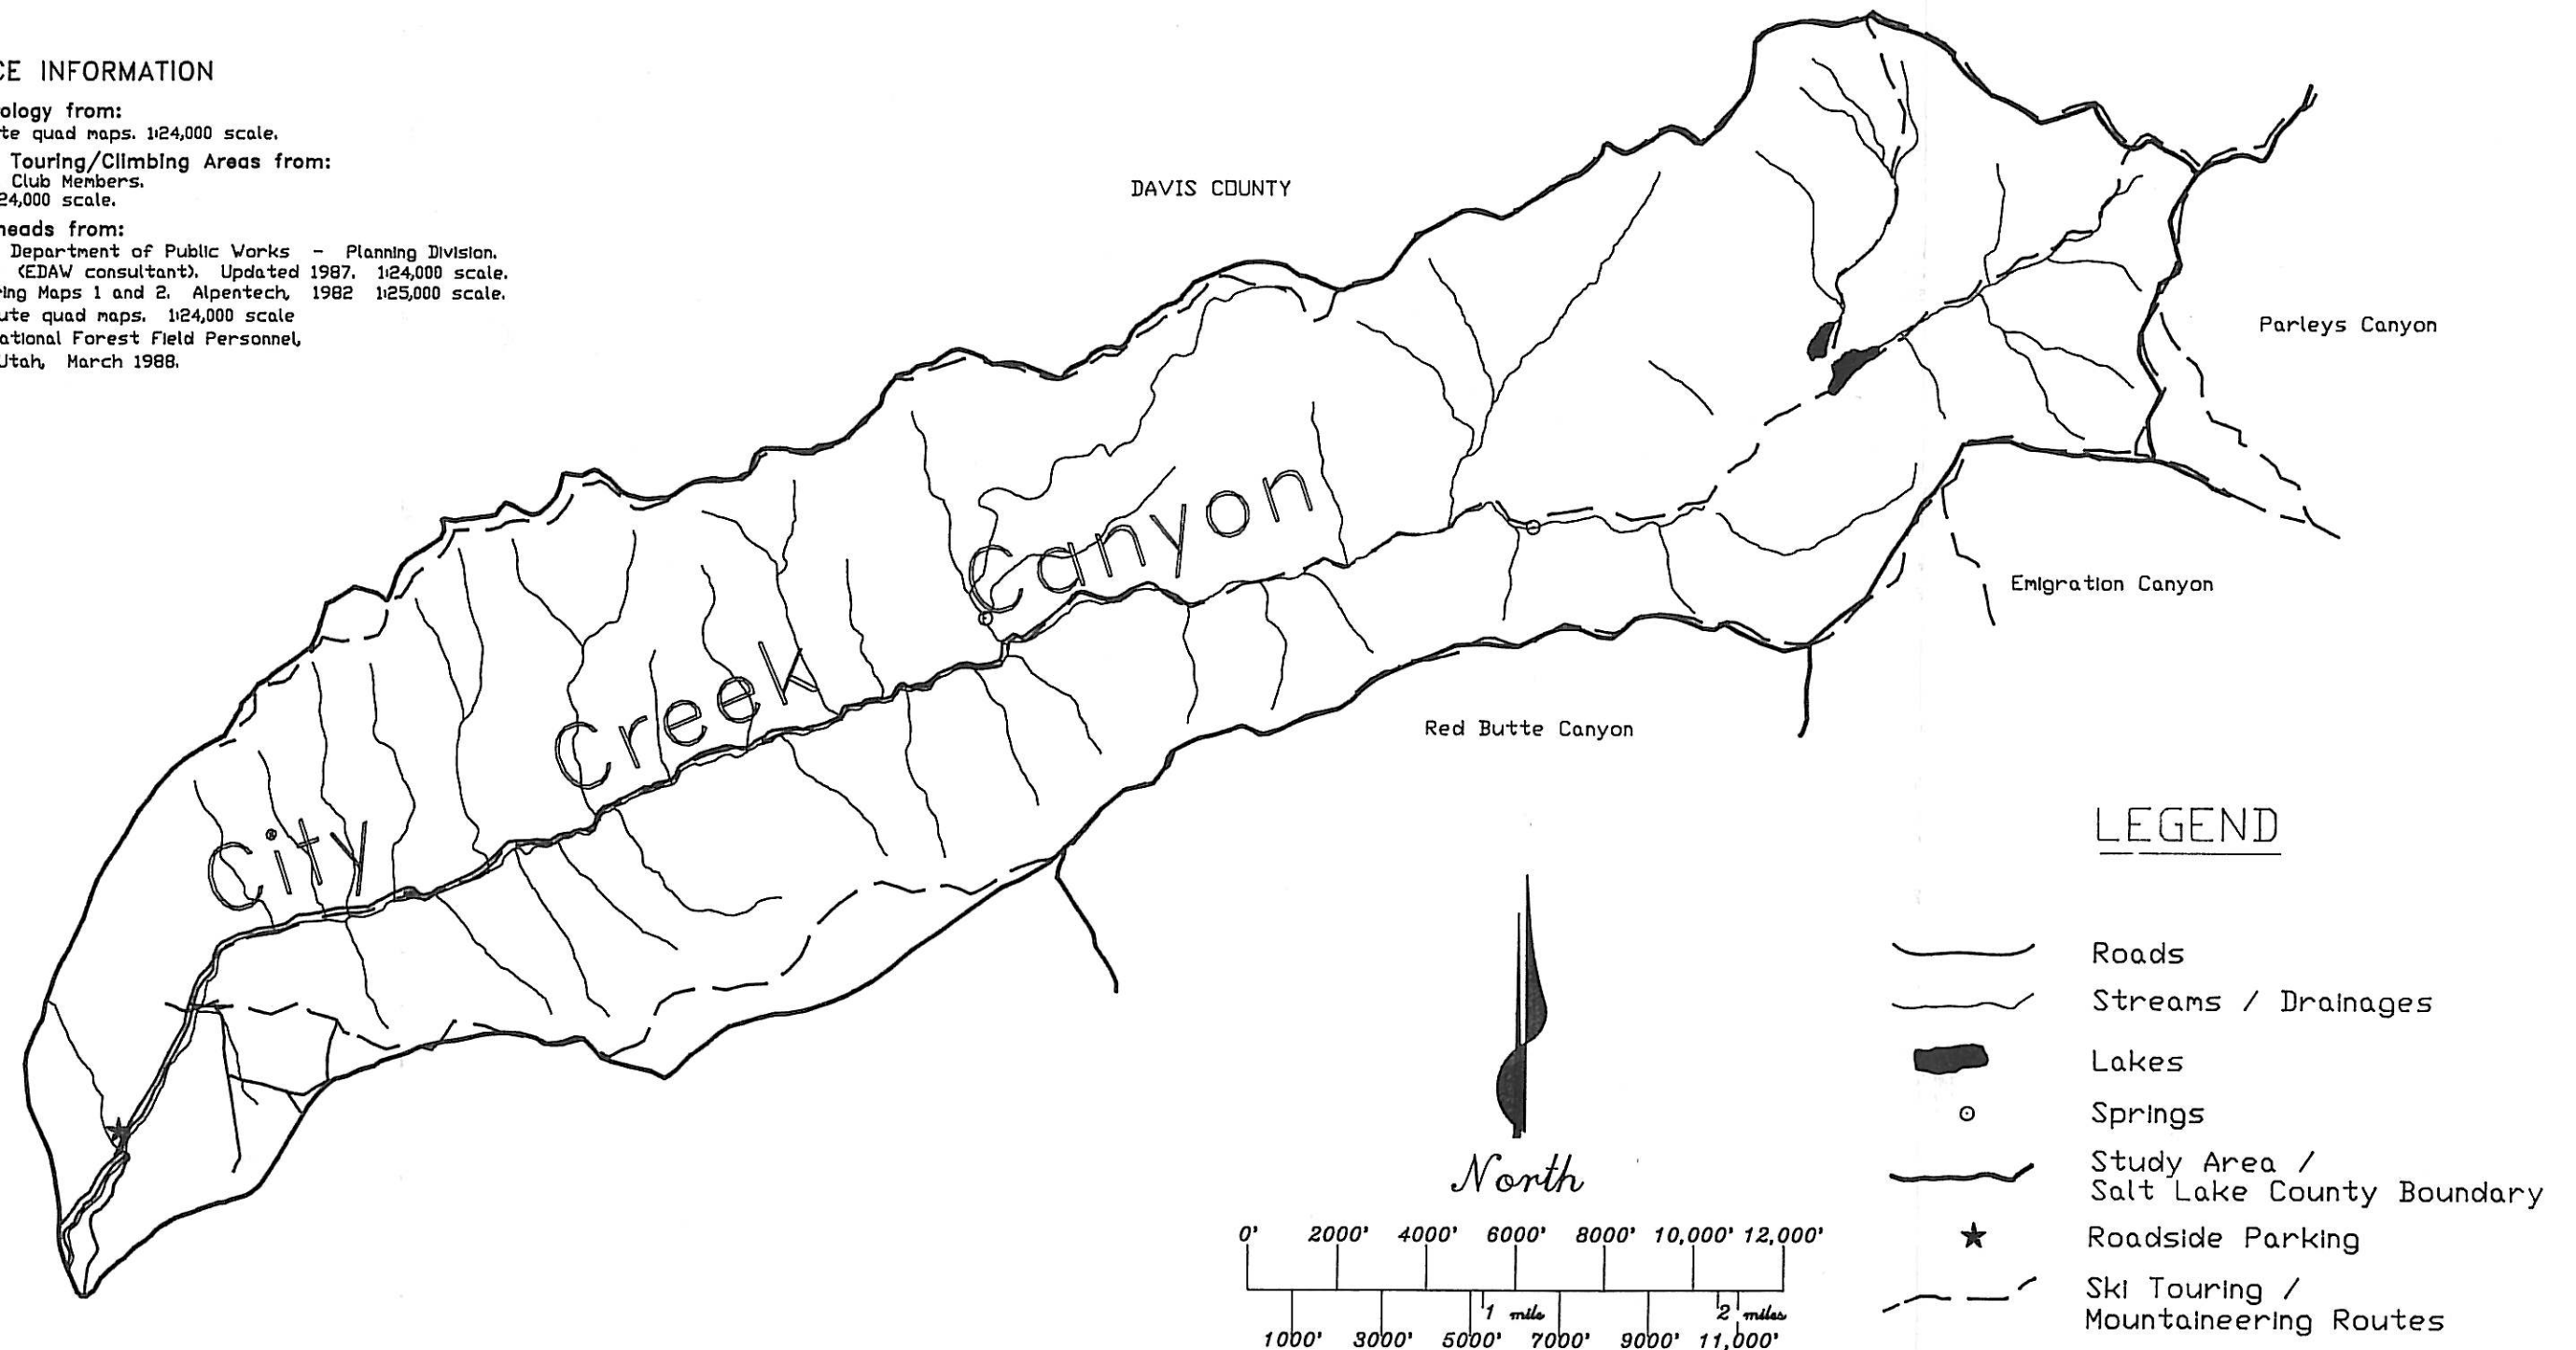 CE INFORMATION
ology from:
te quad maps. 1:24,000 scale.
Touring/Climbing Areas from:
Club Members.
24,000 scale.
heads from:
Department of Public Works - Planning Division.
(EDAW consultant). Updated 1987. 1:24,000 scale.
ing Maps 1 and 2. Alpentech, 1982 1:25,000 scale.
ute quad maps. 1:24,000 scale
ational Forest Field Personnel,
Utah, March 1988.
DAVIS COUNTY
Parleys Canyon
City Creek Canyon
Emigration Canyon
Red Butte Canyon
North
0' 2000' 4000' 6000' 8000' 10,000' 12,000'
1 mile 2 miles
1000' 3000' 5000' 7000' 9000' 11,000'
LEGEND
Roads
Streams / Drainages
Lakes
Springs
Study Area /
Salt Lake County Boundary
Roadside Parking
Ski Touring /
Mountaineering Routes